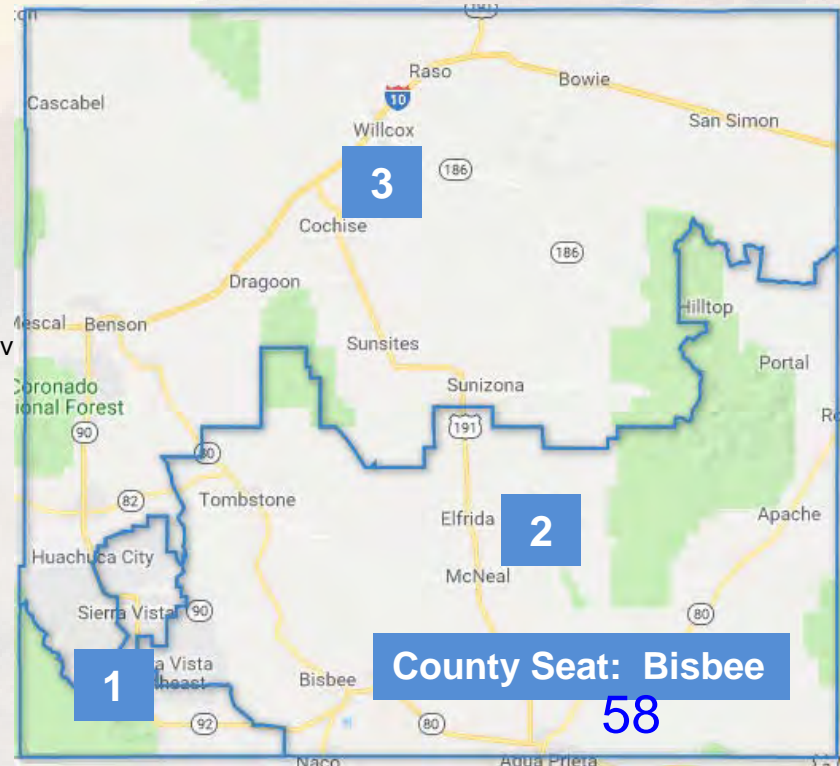 191
Raso
Bowie
Cascabel
10
San Simon
Willcox
3
186
Cochise
186
Dragoon
Hilltop
Mescal
Benson
v
Sunsites
Portal
Coronado
ional Forest
Sunizona
90
191
80
82
Tombstone
Elfrida
2
Apache
Huachuca City
McNeal
Sierra Vista
90
80
a Vista
heast
1
Bisbee
County Seat: Bisbee
58
92
80
Naco
Agua Prieta